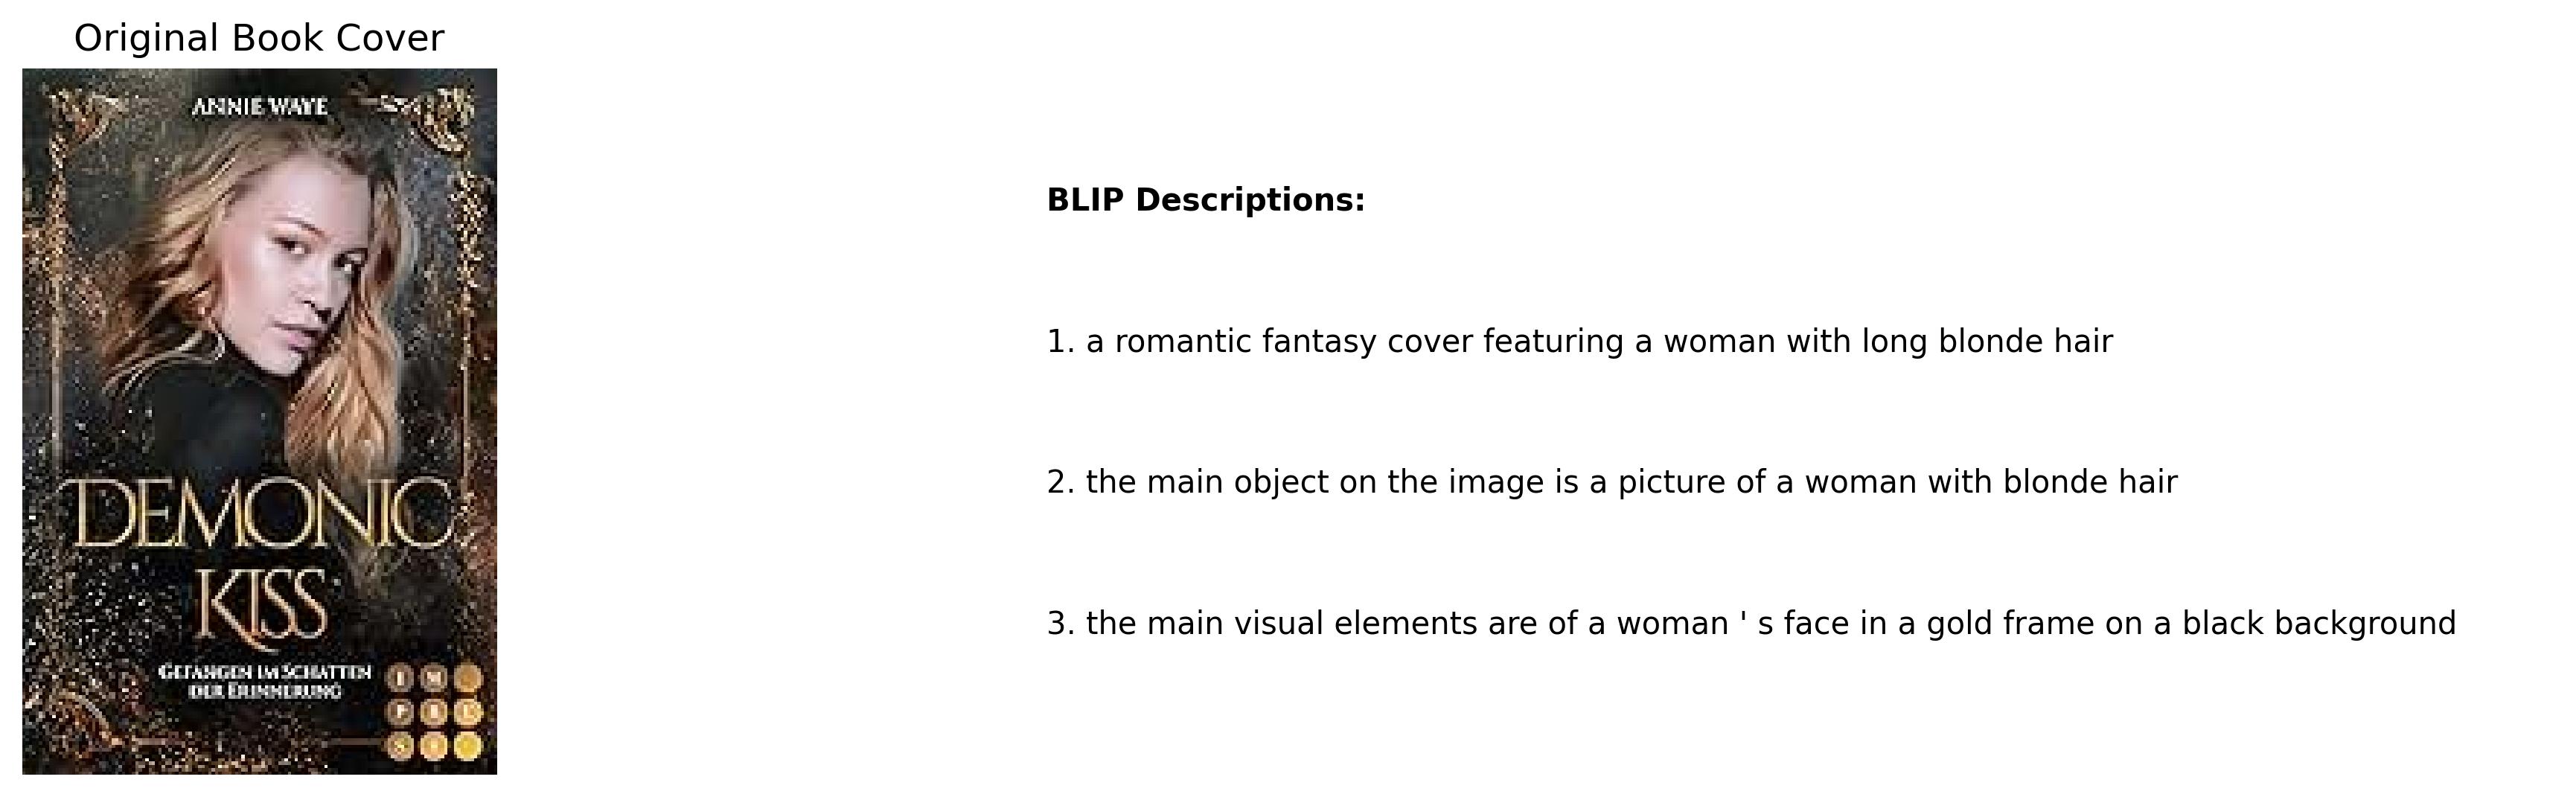 Original Book Cover
ANNIE WAYE
DEMONIC
KISS
GEFANGEN IM SCHATTEN
DER ERINNERUNG
I M
P R E
S
BLIP Descriptions:
1. a romantic fantasy cover featuring a woman with long blonde hair
2. the main object on the image is a picture of a woman with blonde hair
3. the main visual elements are of a woman ' s face in a gold frame on a black background